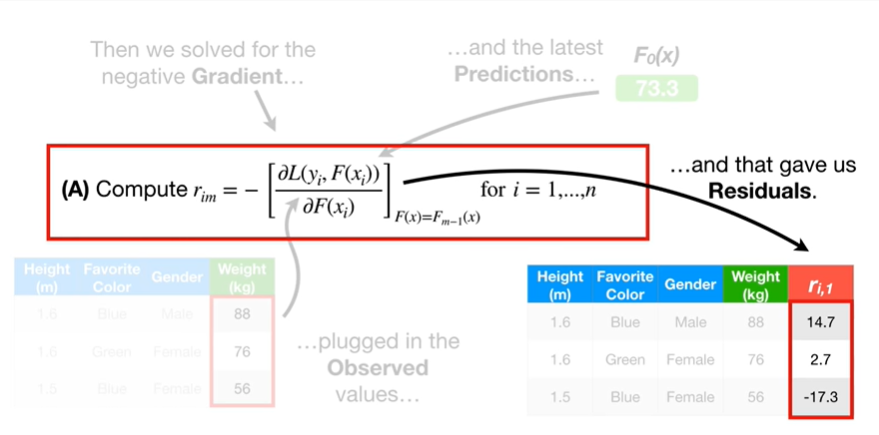 Then we solved for the
negative Gradient…
…and the latest
Predictions…
F₀(x)
73.3
(A) Compute rᵢₘ = − [∂L(yᵢ, F(xᵢ)) / ∂F(xᵢ)] F(x)=Fₘ₋₁(x) for i = 1,...,n
…and that gave us
Residuals.
Height (m) Favorite Color Gender Weight (kg)
1.6 Blue Male 88
1.6 Green Female 76
1.5 Blue Female 56
…plugged in the
Observed
values…
Height (m) Favorite Color Gender Weight (kg) rᵢ,₁
1.6 Blue Male 88 14.7
1.6 Green Female 76 2.7
1.5 Blue Female 56 -17.3